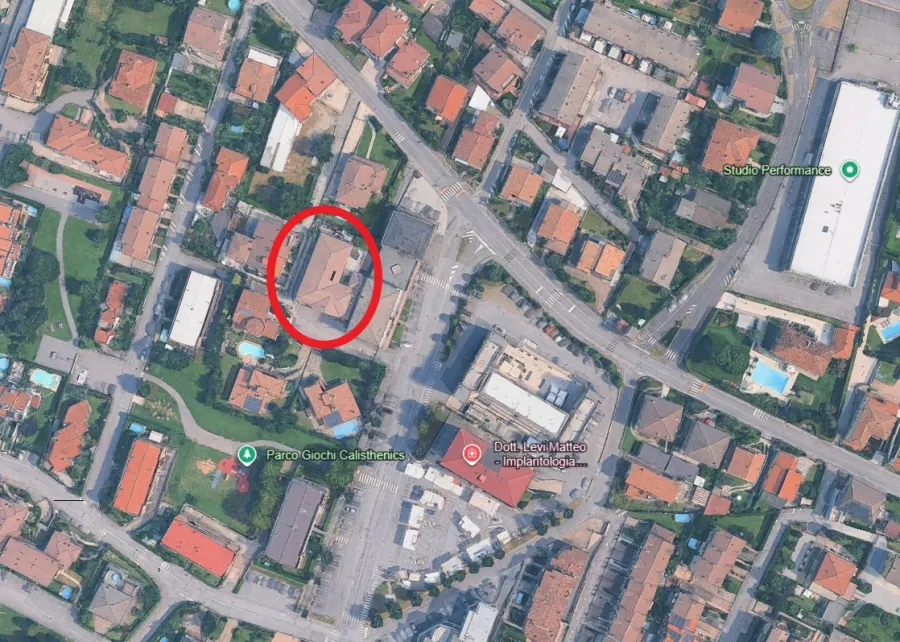 Studio Performance
Dott. Levi Matteo
- Implantologia...
Parco Giochi Calisthenics